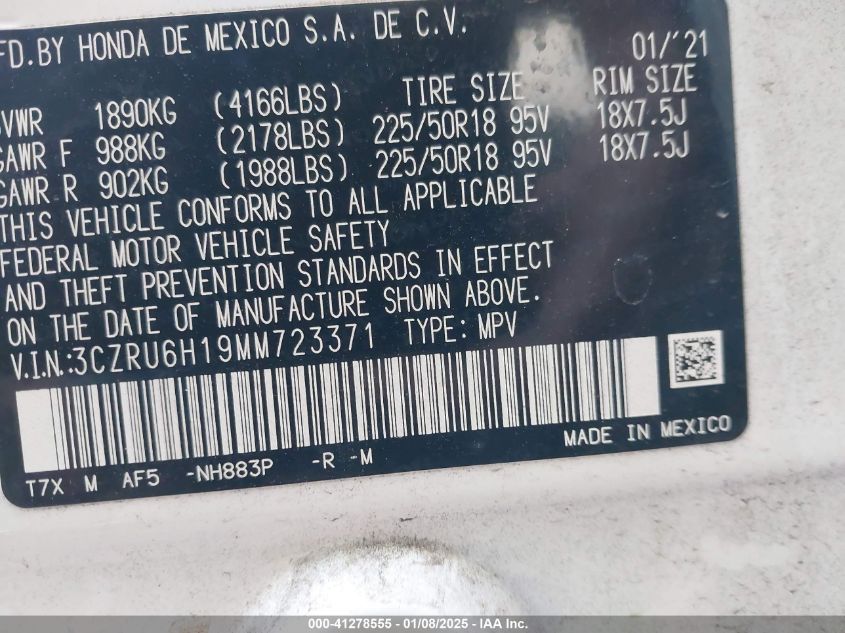 FD.BY HONDA DE MEXICO S.A. DE C.V. 01/'21
GVWR 1890KG (4166LBS) TIRE SIZE RIM SIZE
GAWR F 988KG (2178LBS) 225/50R18 95V 18X7.5J
GAWR R 902KG (1988LBS) 225/50R18 95V 18X7.5J
THIS VEHICLE CONFORMS TO ALL APPLICABLE
FEDERAL MOTOR VEHICLE SAFETY
AND THEFT PREVENTION STANDARDS IN EFFECT
ON THE DATE OF MANUFACTURE SHOWN ABOVE.
V.I.N.:3CZRU6H19MM723371 TYPE: MPV
MADE IN MEXICO
T7X M AF5 -NH883P -R -M
000-41278555 — 01/08/2025 — IAA Inc.